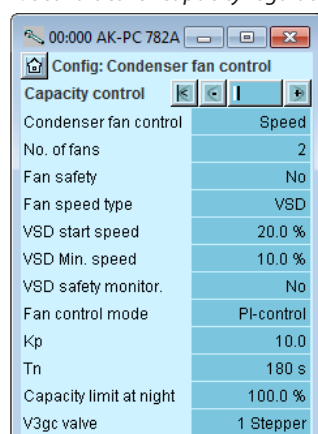 00:000 AK-PC 782A
Config: Condenser fan control
Capacity control
Condenser fan control Speed
No. of fans 2
Fan safety No
Fan speed type VSD
VSD start speed 20.0 %
VSD Min. speed 10.0 %
VSD safety monitor. No
Fan control mode PI-control
Kp 10.0
Tn 180 s
Capacity limit at night 100.0 %
V3gc valve 1 Stepper